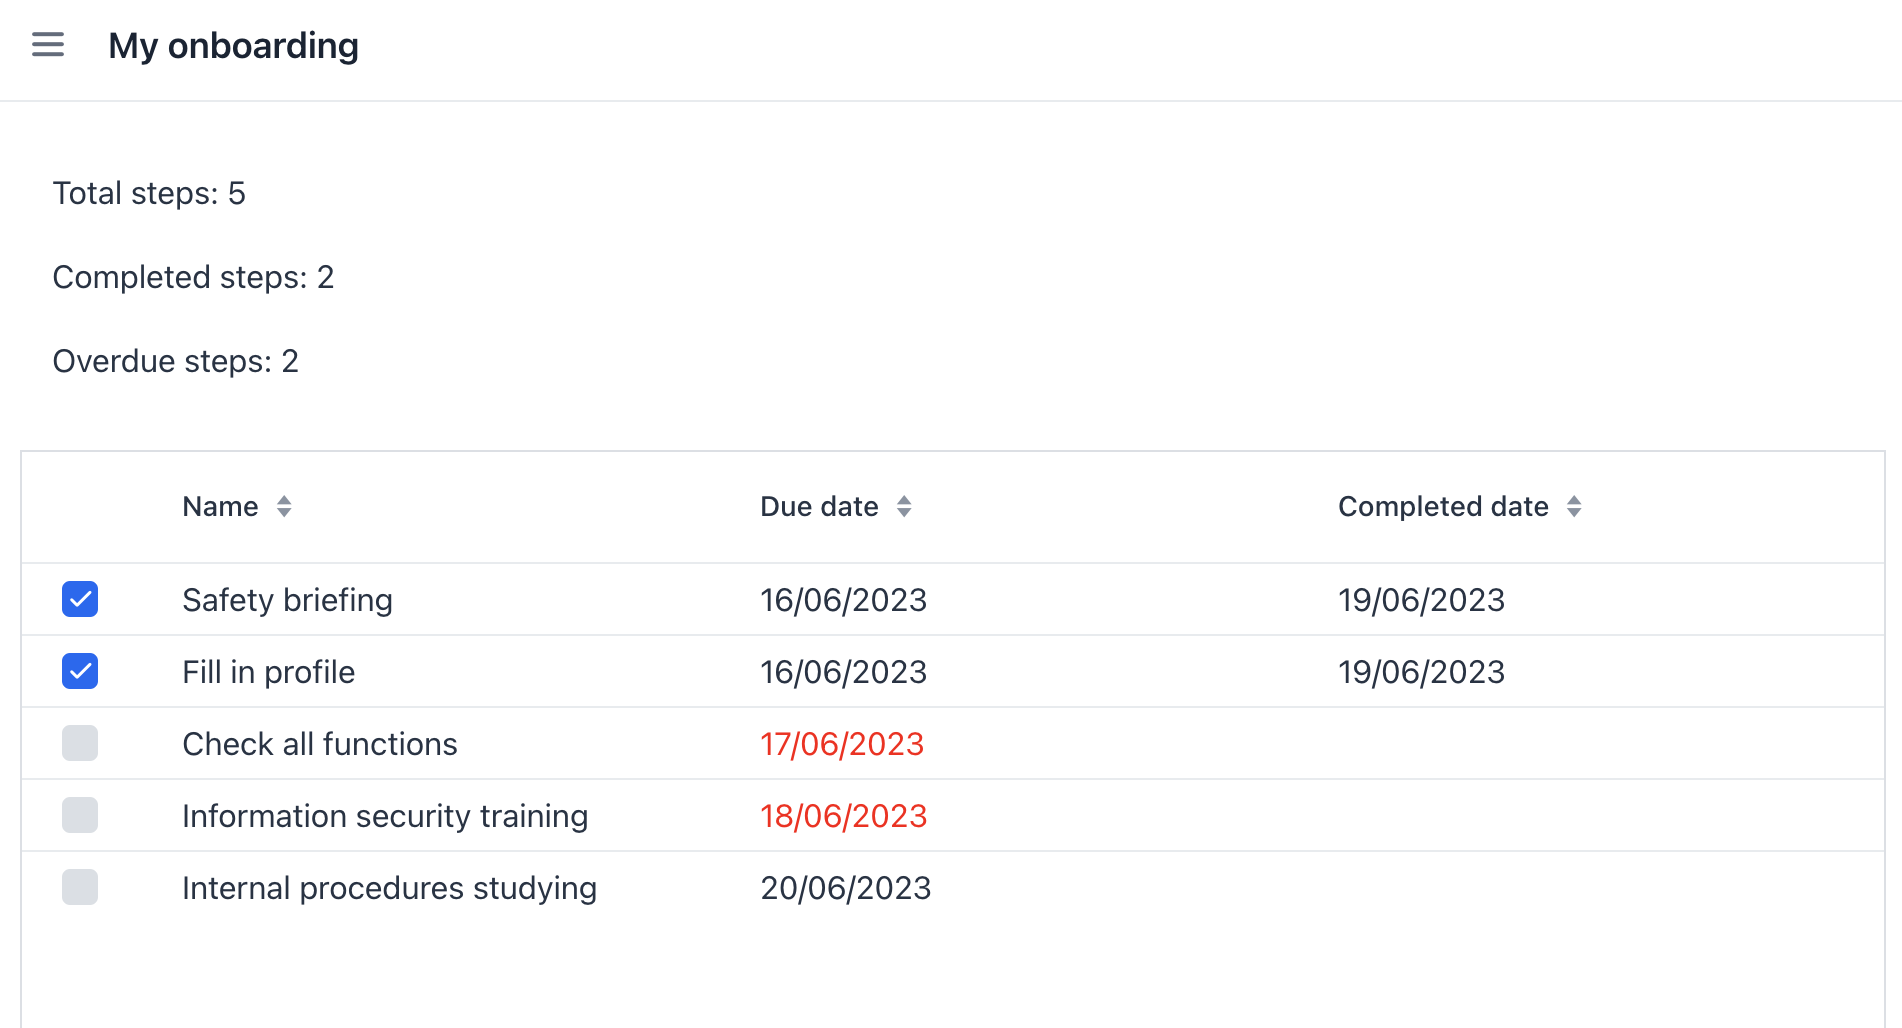 My onboarding
Total steps: 5
Completed steps: 2
Overdue steps: 2
Name Due date Completed date
Safety briefing 16/06/2023 19/06/2023
Fill in profile 16/06/2023 19/06/2023
Check all functions 17/06/2023
Information security training 18/06/2023
Internal procedures studying 20/06/2023